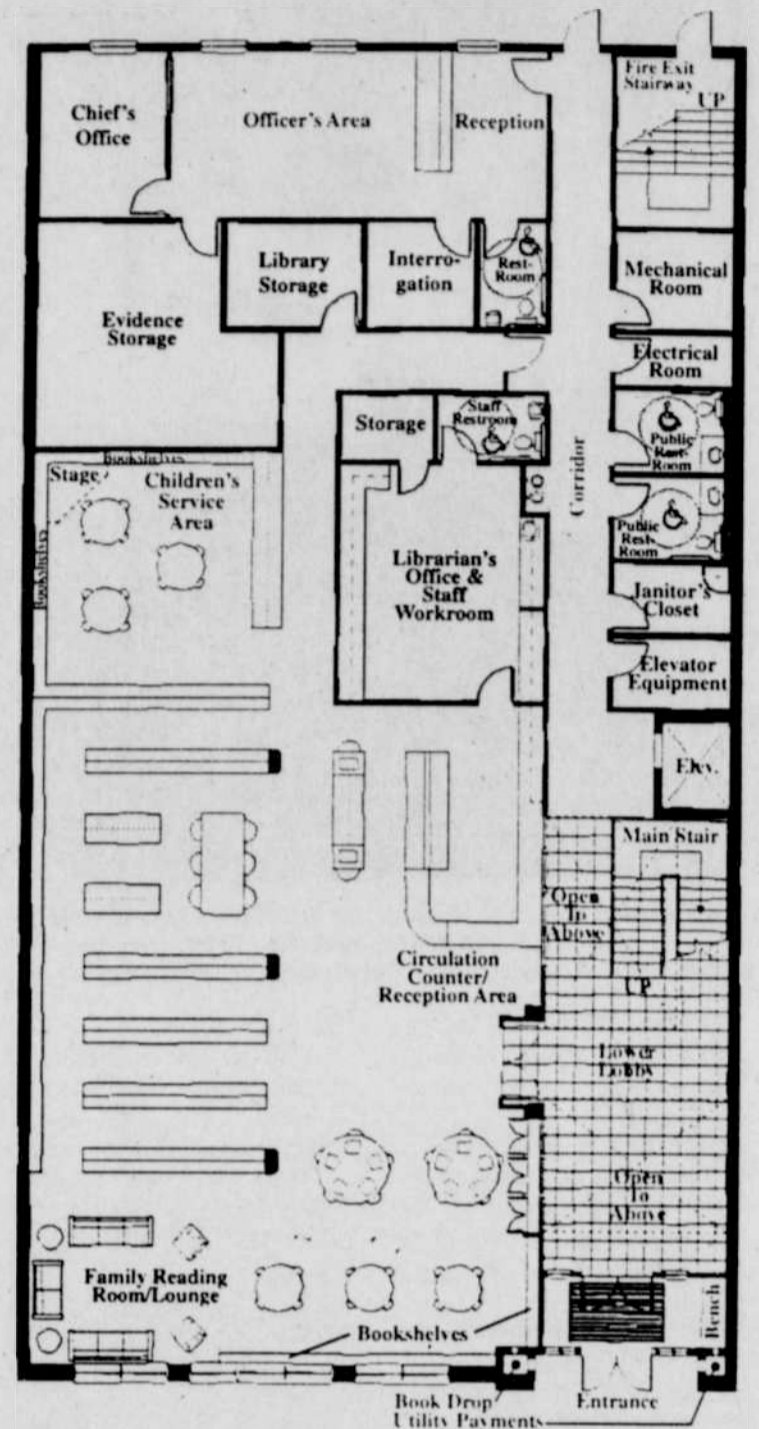 Fire Exit
Stairway
UP
Chief's
Office
Officer's Area
Reception
Library
Storage
Interro-
gation
Rest-
Room
Mechanical
Room
Evidence
Storage
Electrical
Room
Storage
Staff
Restroom
Public
Rest-
Room
Bookshelves
Stage
Children's
Service
Area
Bookshelves
Corridor
Public
Rest-
Room
Librarian's
Office &
Staff
Workroom
Janitor's
Closet
Elevator
Equipment
Elev.
Main Stair
Open
To
Above
UP
Circulation
Counter/
Reception Area
Lower
Lobby
Open
To
Above
Family Reading
Room/Lounge
Bookshelves
Bench
Book Drop
Utility Payments
Entrance